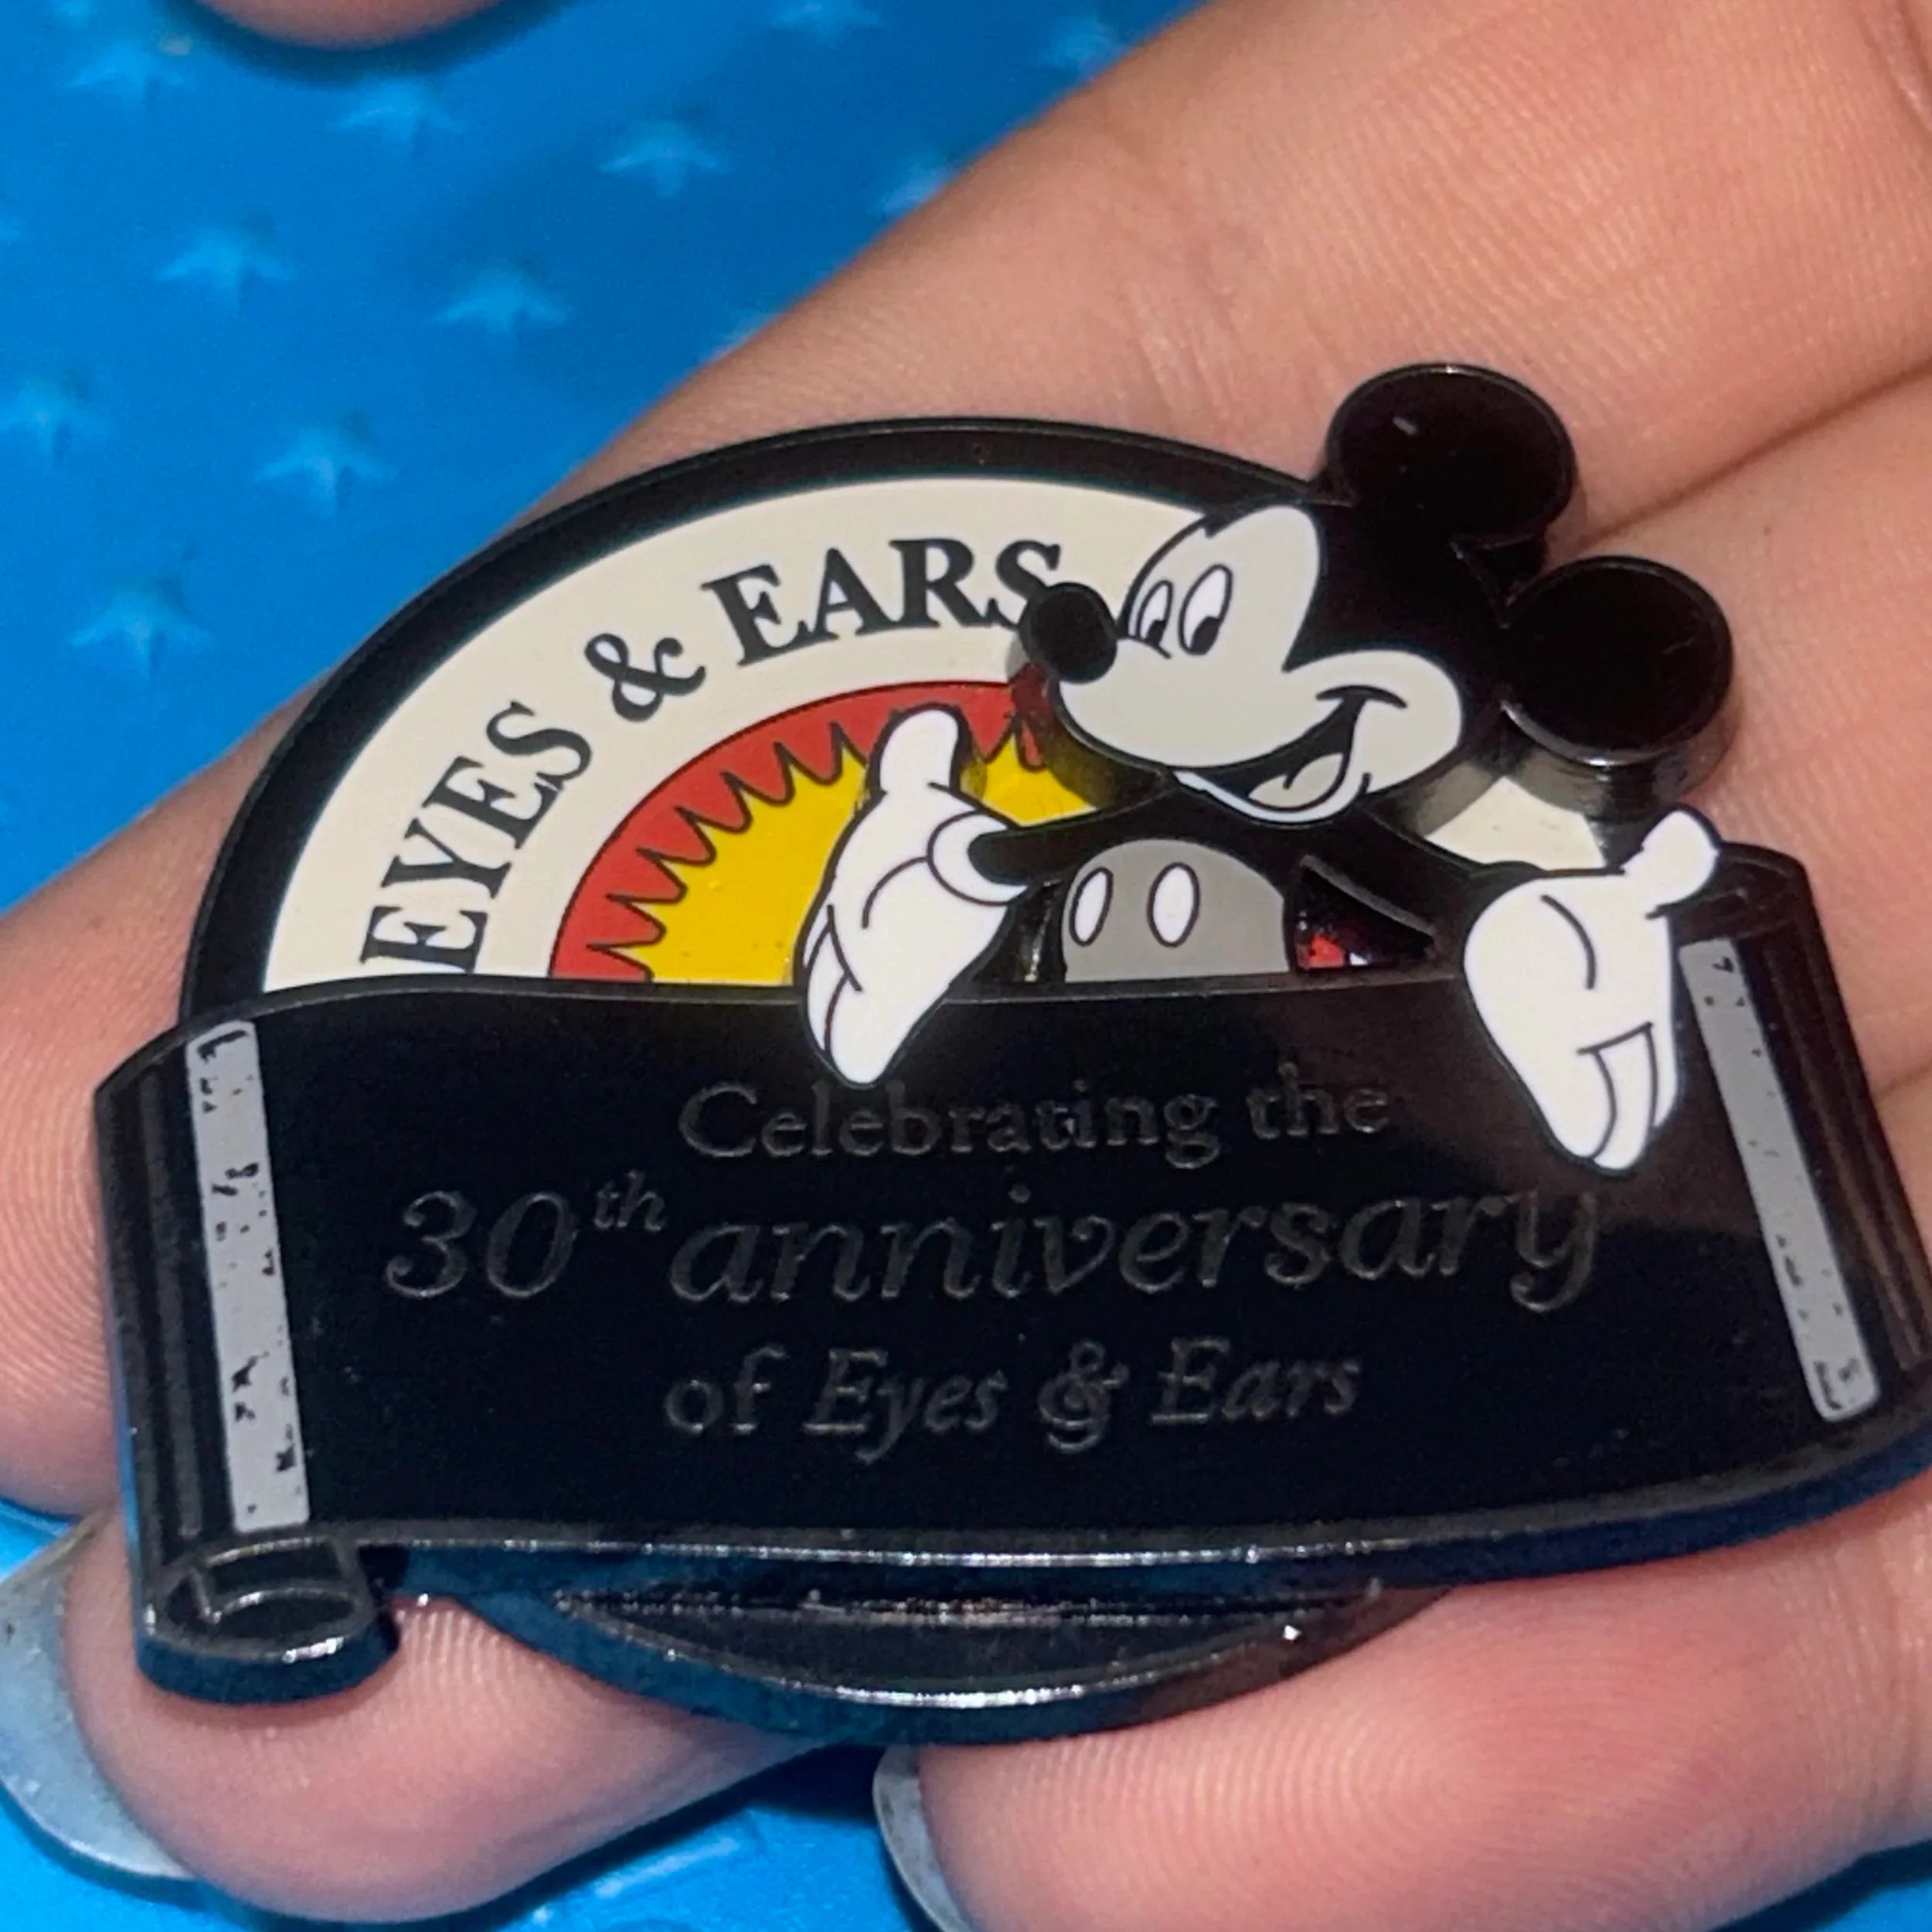 EYES & EARS
Celebrating the
30th anniversary
of Eyes & Ears